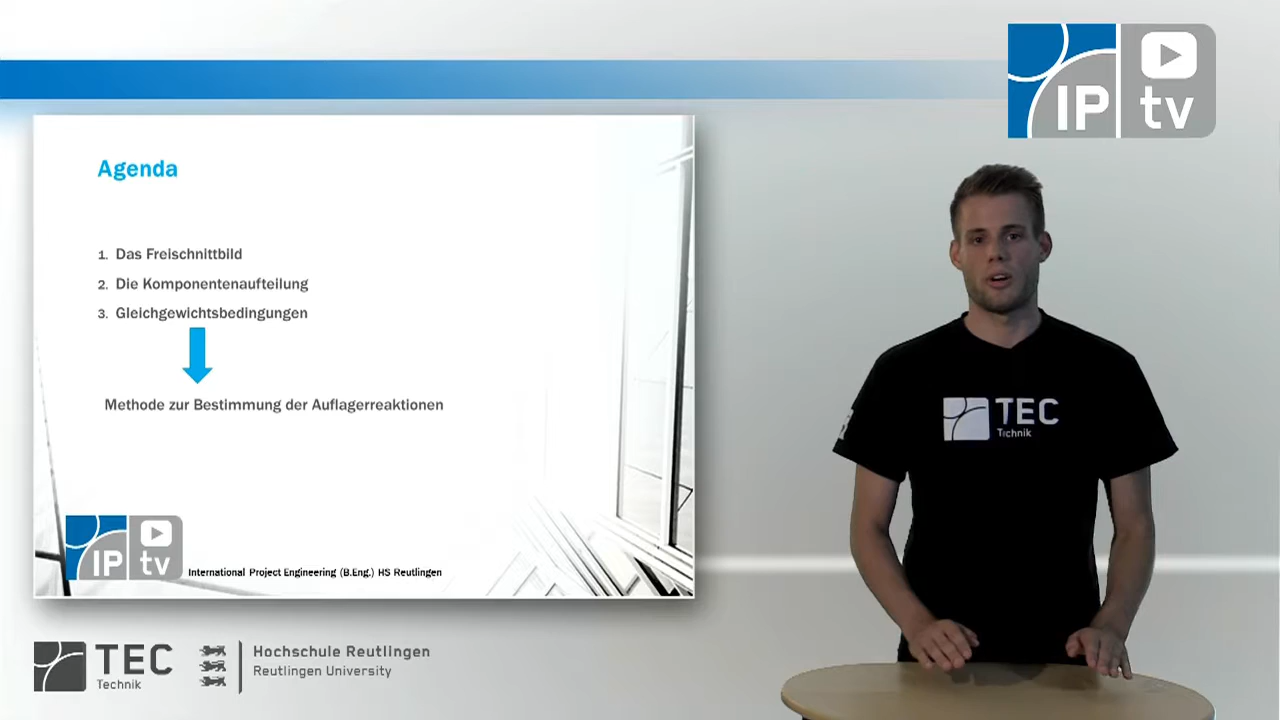 IP tv
Agenda
1. Das Freischnittbild
2. Die Komponentenaufteilung
3. Gleichgewichtsbedingungen
Methode zur Bestimmung der Auflagerreaktionen
IP tv
International Project Engineering (B.Eng.) HS Reutlingen
TEC
Technik
TEC
Technik
Hochschule Reutlingen
Reutlingen University